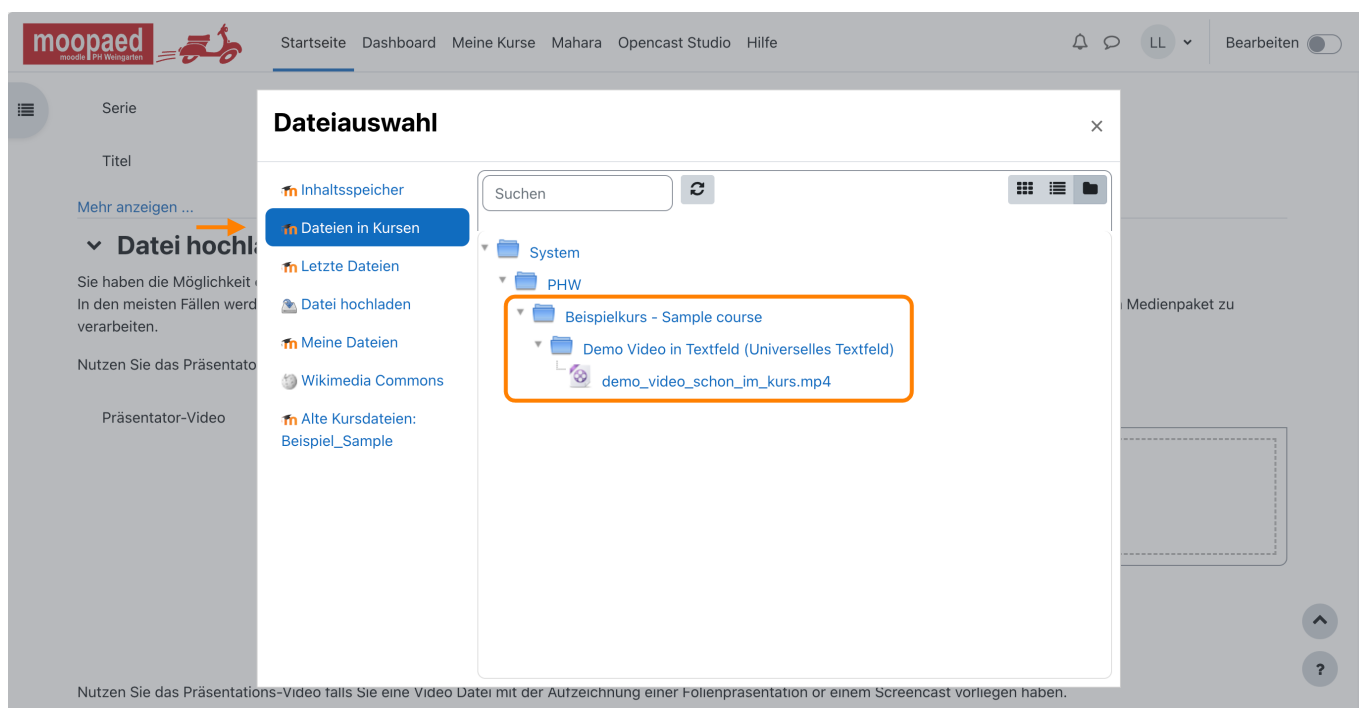 moopaed
moodle PH Weingarten
Startseite Dashboard Meine Kurse Mahara Opencast Studio Hilfe
LL
Bearbeiten
Serie
Dateiauswahl
×
Titel
Inhaltsspeicher
Suchen
Mehr anzeigen ...
Dateien in Kursen
Datei hochl
System
Letzte Dateien
Sie haben die Möglichkeit
PHW
In den meisten Fällen werd
Datei hochladen
Medienpaket zu
Beispielkurs - Sample course
verarbeiten.
Meine Dateien
Demo Video in Textfeld (Universelles Textfeld)
Nutzen Sie das Präsentato
Wikimedia Commons
demo_video_schon_im_kurs.mp4
Präsentator-Video
Alte Kursdateien:
Beispiel_Sample
?
Nutzen Sie das Präsentations-Video falls Sie eine Video Datei mit der Aufzeichnung einer Folienpräsentation or einem Screencast vorliegen haben.